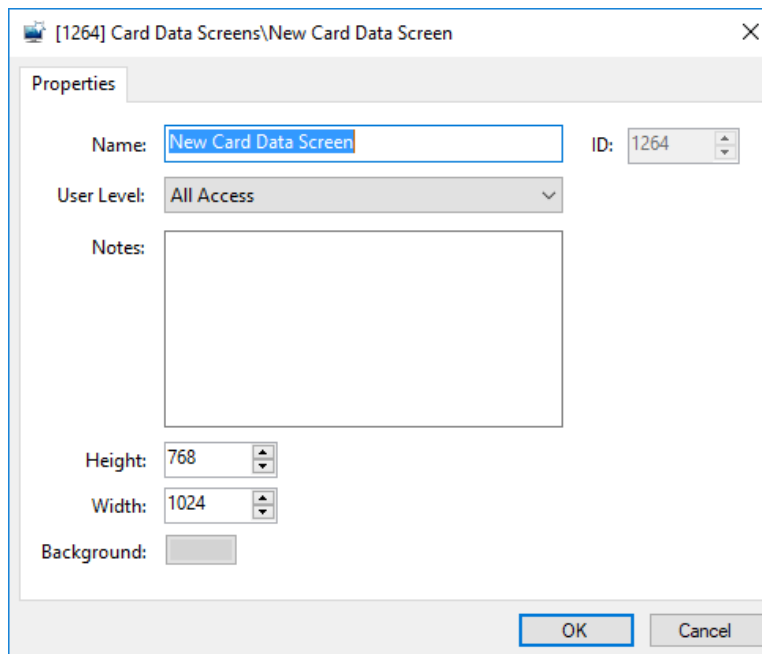 [1264] Card Data Screens\New Card Data Screen
Properties
Name: New Card Data Screen ID: 1264
User Level: All Access
Notes:
Height: 768
Width: 1024
Background:
OK Cancel